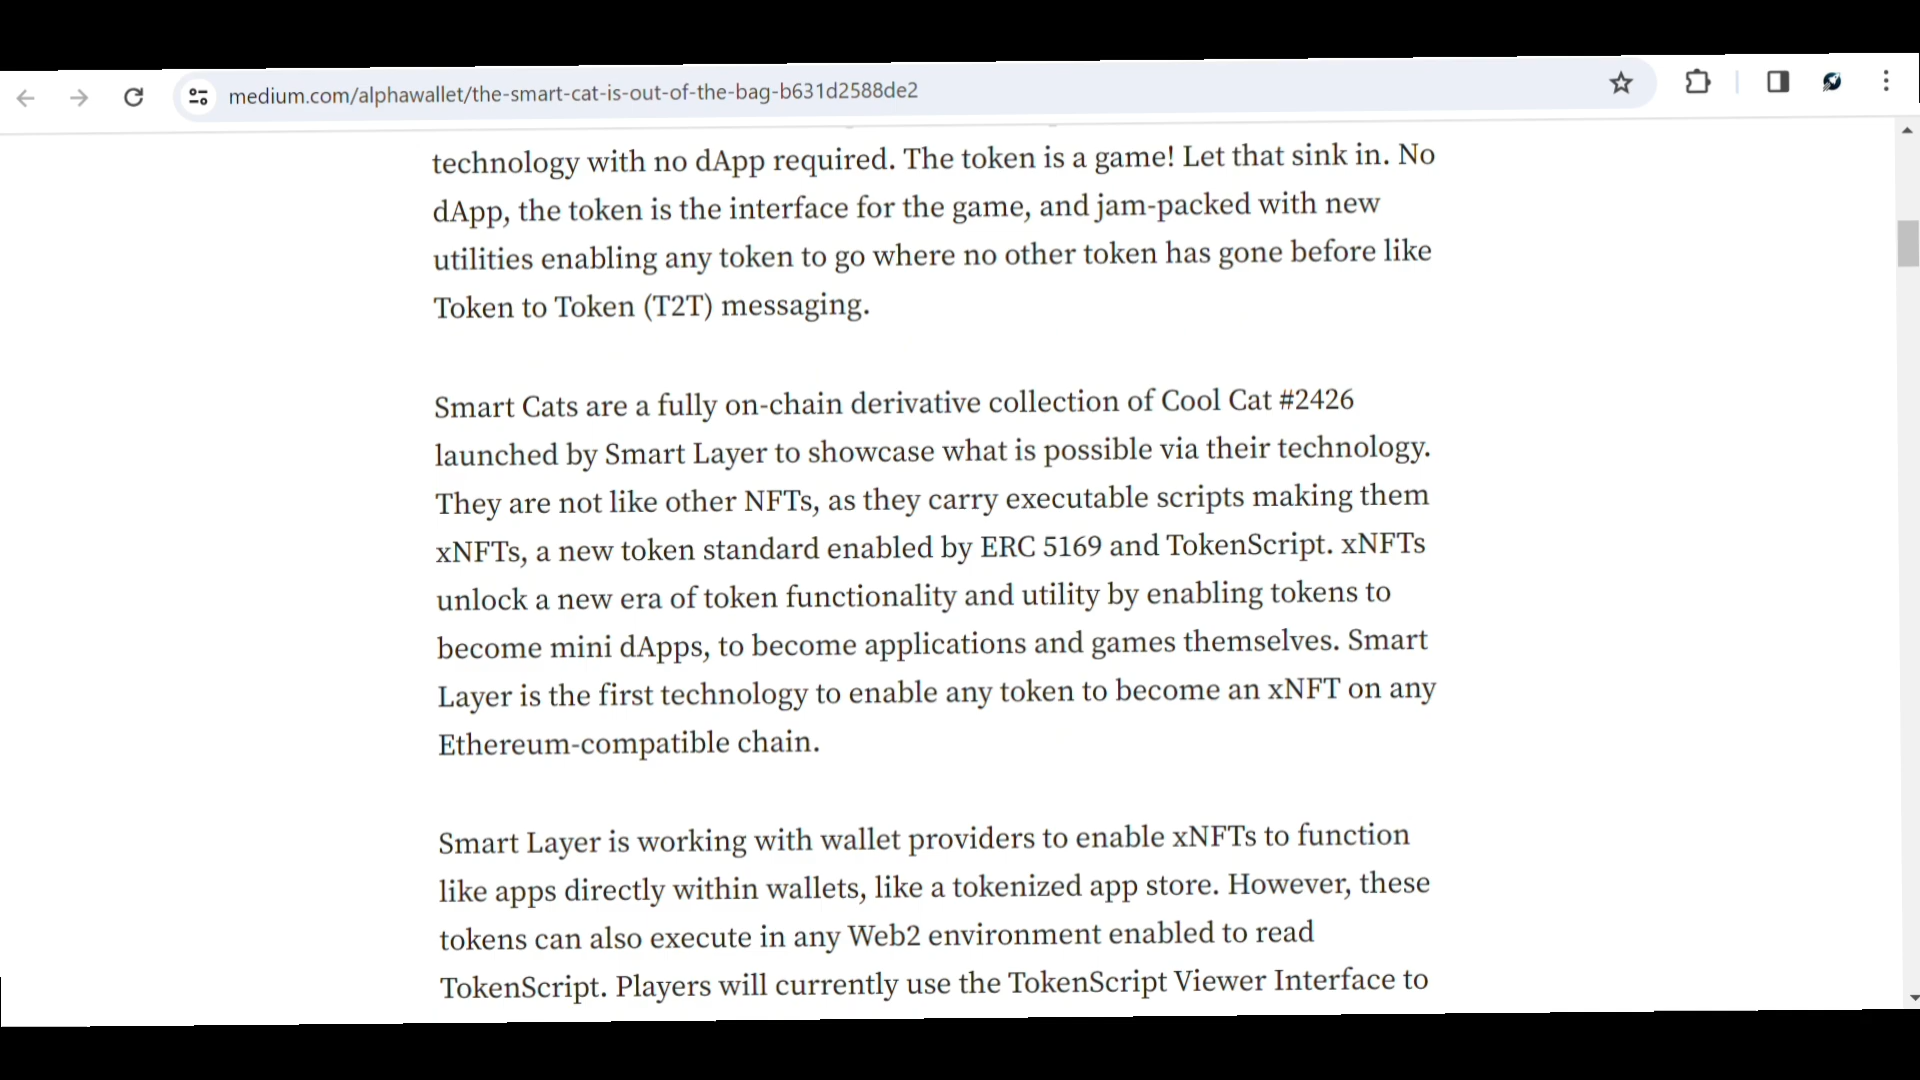 medium.com/alphawallet/the-smart-cat-is-out-of-the-bag-b631d2588de2
technology with no dApp required. The token is a game! Let that sink in. No
dApp, the token is the interface for the game, and jam-packed with new
utilities enabling any token to go where no other token has gone before like
Token to Token (T2T) messaging.
Smart Cats are a fully on-chain derivative collection of Cool Cat #2426
launched by Smart Layer to showcase what is possible via their technology.
They are not like other NFTs, as they carry executable scripts making them
xNFTs, a new token standard enabled by ERC 5169 and TokenScript. xNFTs
unlock a new era of token functionality and utility by enabling tokens to
become mini dApps, to become applications and games themselves. Smart
Layer is the first technology to enable any token to become an xNFT on any
Ethereum-compatible chain.
Smart Layer is working with wallet providers to enable xNFTs to function
like apps directly within wallets, like a tokenized app store. However, these
tokens can also execute in any Web2 environment enabled to read
TokenScript. Players will currently use the TokenScript Viewer Interface to